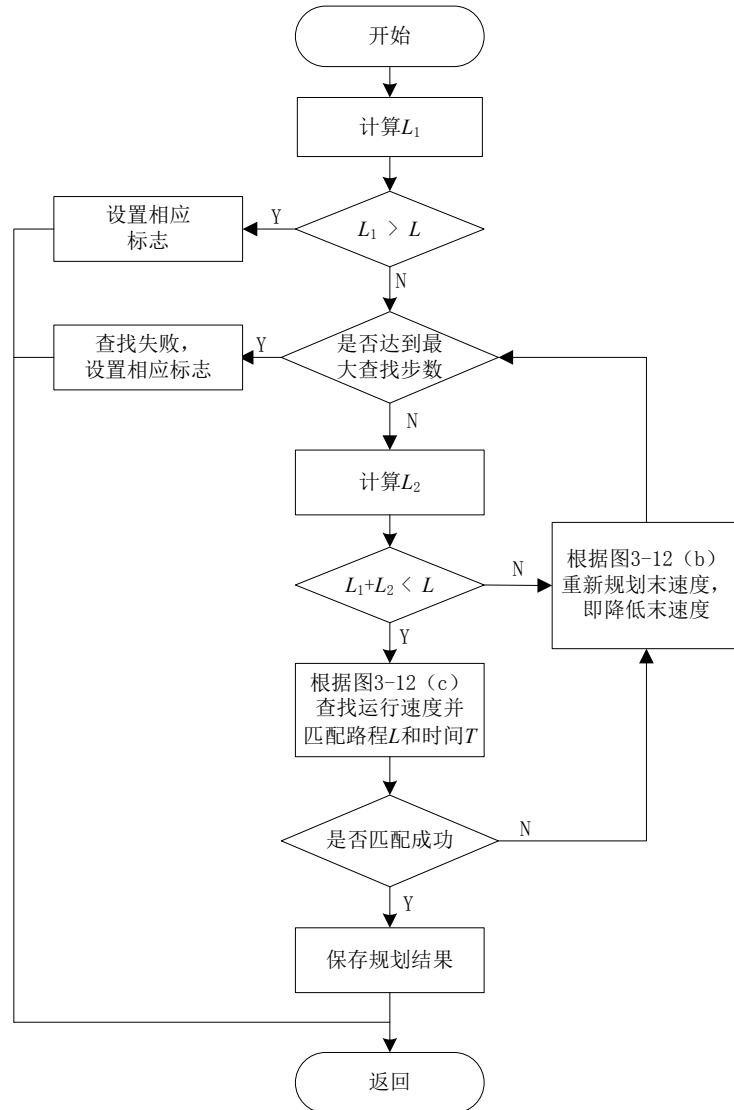 开始
计算L₁
L₁ > L
Y
设置相应
标志
N
是否达到最
大查找步数
Y
查找失败，
设置相应标志
N
计算L₂
L₁+L₂ < L
N
根据图3-12（b）
重新规划末速度，
即降低末速度
Y
根据图3-12（c）
查找运行速度并
匹配路程L和时间T
是否匹配成功
N
Y
保存规划结果
返回